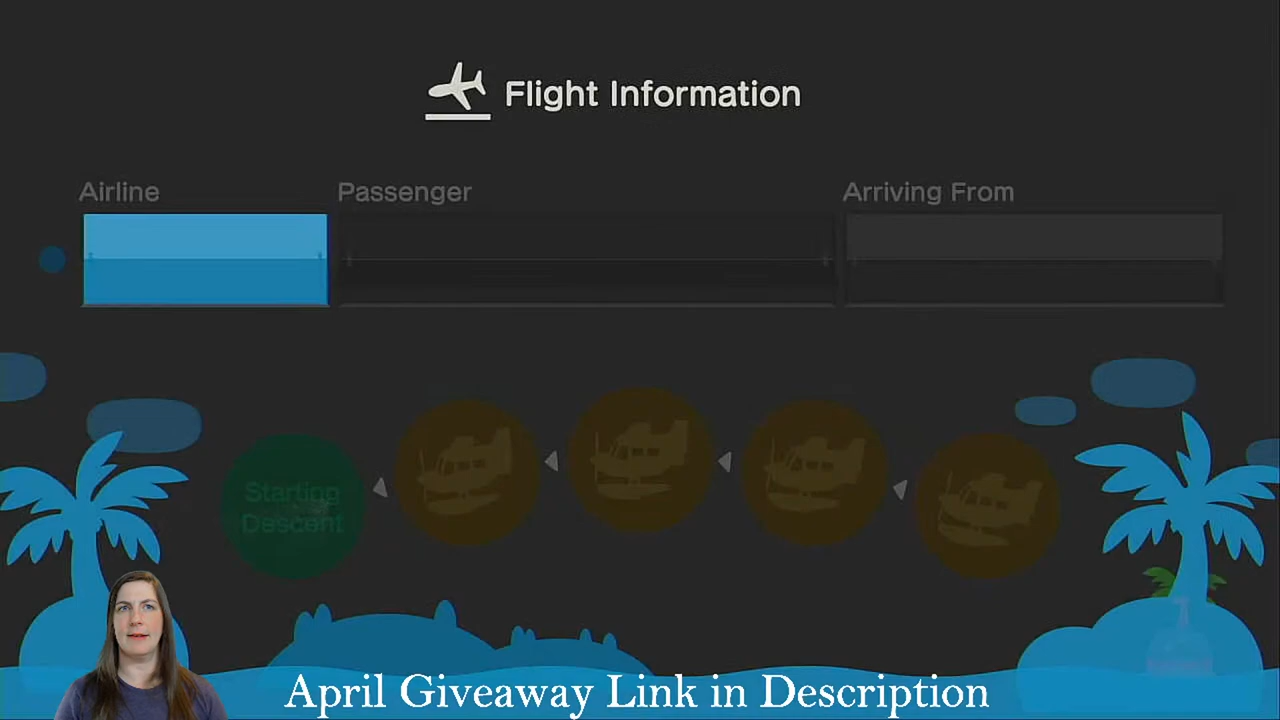 Flight Information
Airline
Passenger
Arriving From
Starting
Descent
April Giveaway Link in Description